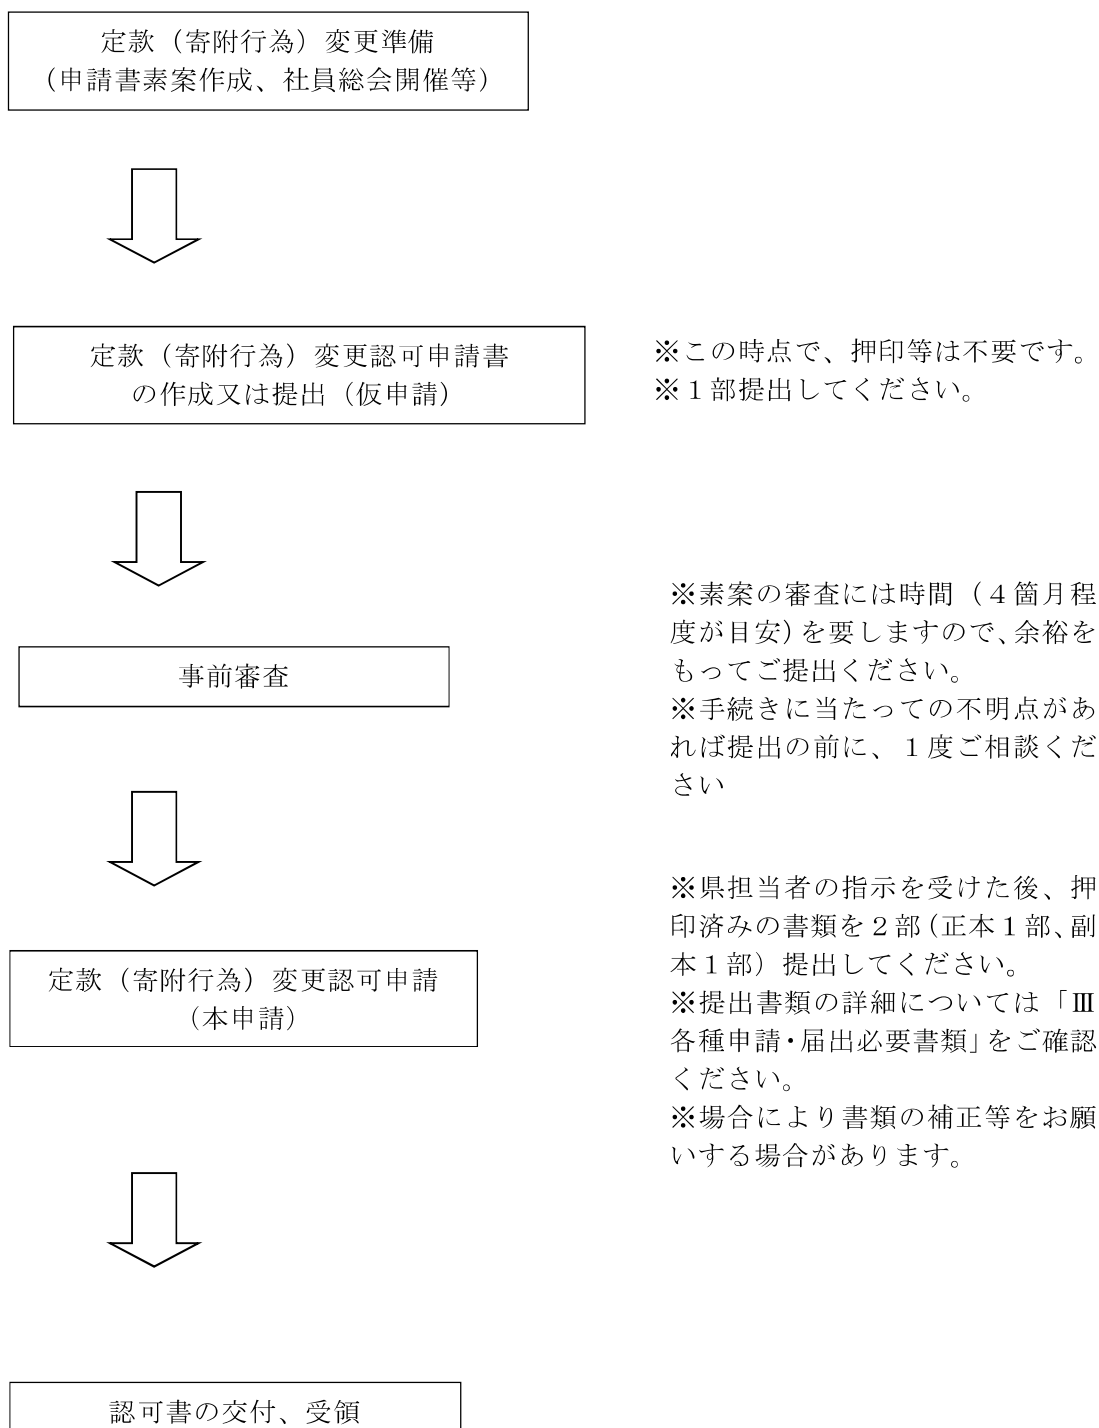 定款（寄附行為）変更準備
（申請書素案作成、社員総会開催等）
定款（寄附行為）変更認可申請書
の作成又は提出（仮申請）
※この時点で、押印等は不要です。
※１部提出してください。
※素案の審査には時間（４箇月程
度が目安）を要しますので、余裕を
もってご提出ください。
※手続きに当たっての不明点があ
れば提出の前に、１度ご相談くだ
さい
事前審査
※県担当者の指示を受けた後、押
印済みの書類を２部（正本１部、副
本１部）提出してください。
※提出書類の詳細については「Ⅲ
各種申請・届出必要書類」をご確認
ください。
※場合により書類の補正等をお願
いする場合があります。
定款（寄附行為）変更認可申請
（本申請）
認可書の交付、受領